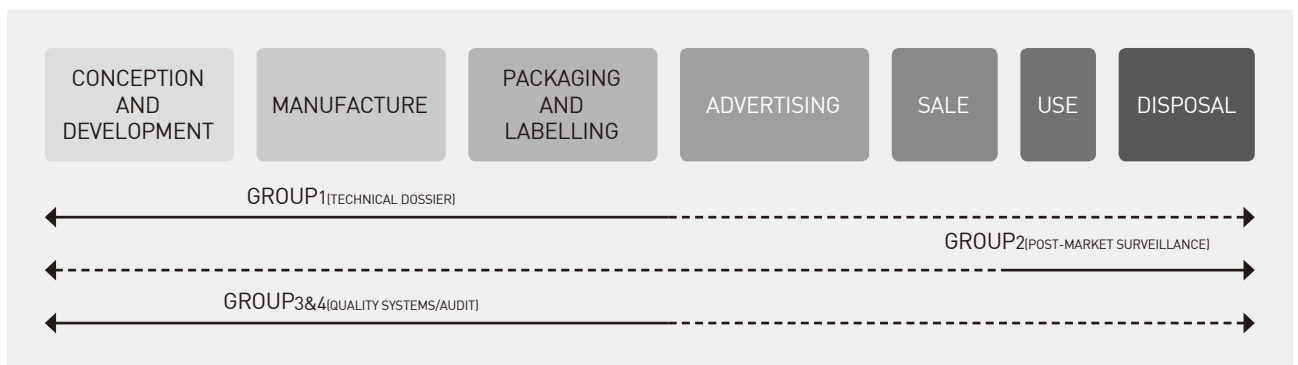 CONCEPTION
AND
DEVELOPMENT
MANUFACTURE
PACKAGING
AND
LABELLING
ADVERTISING
SALE
USE
DISPOSAL
GROUP1(TECHNICAL DOSSIER)
GROUP2(POST-MARKET SURVEILLANCE)
GROUP3&4(QUALITY SYSTEMS/AUDIT)